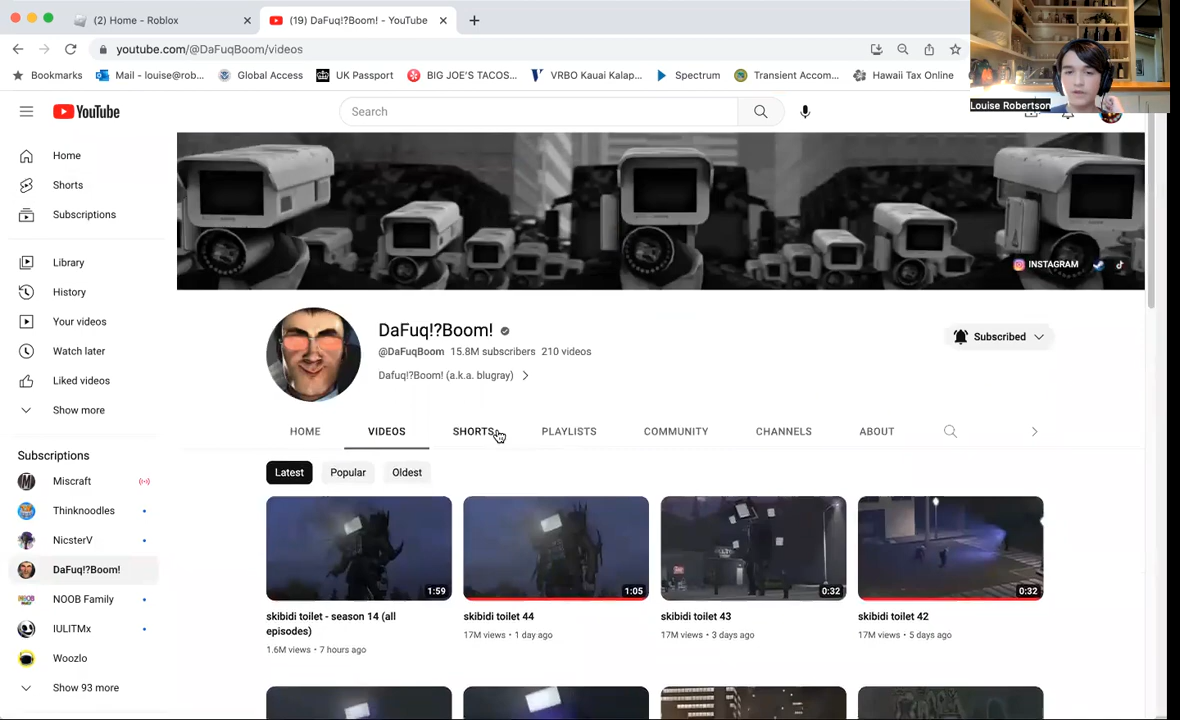 (2) Home - Roblox
(19) DaFuq!?Boom! - YouTube
youtube.com/@DaFuqBoom/videos
Bookmarks
Mail - louise@rob...
Global Access
UK Passport
BIG JOE'S TACOS...
VRBO Kauai Kalap...
Spectrum
Transient Accom...
Hawaii Tax Online
Louise Robertson
YouTube
Search
Home
Shorts
Subscriptions
Library
History
Your videos
Watch later
Liked videos
Show more
Subscriptions
Miscraft
Thinknoodles
NicsterV
DaFuq!?Boom!
NOOB Family
IULITMx
Woozlo
Show 93 more
INSTAGRAM
DaFuq!?Boom!
@DaFuqBoom 15.8M subscribers 210 videos
Dafuq!?Boom! (a.k.a. blugray)
Subscribed
HOME
VIDEOS
SHORTS
PLAYLISTS
COMMUNITY
CHANNELS
ABOUT
Latest
Popular
Oldest
1:59
1:05
0:32
0:32
skibidi toilet - season 14 (all
episodes)
1.6M views • 7 hours ago
skibidi toilet 44
17M views • 1 day ago
skibidi toilet 43
17M views • 3 days ago
skibidi toilet 42
17M views • 5 days ago